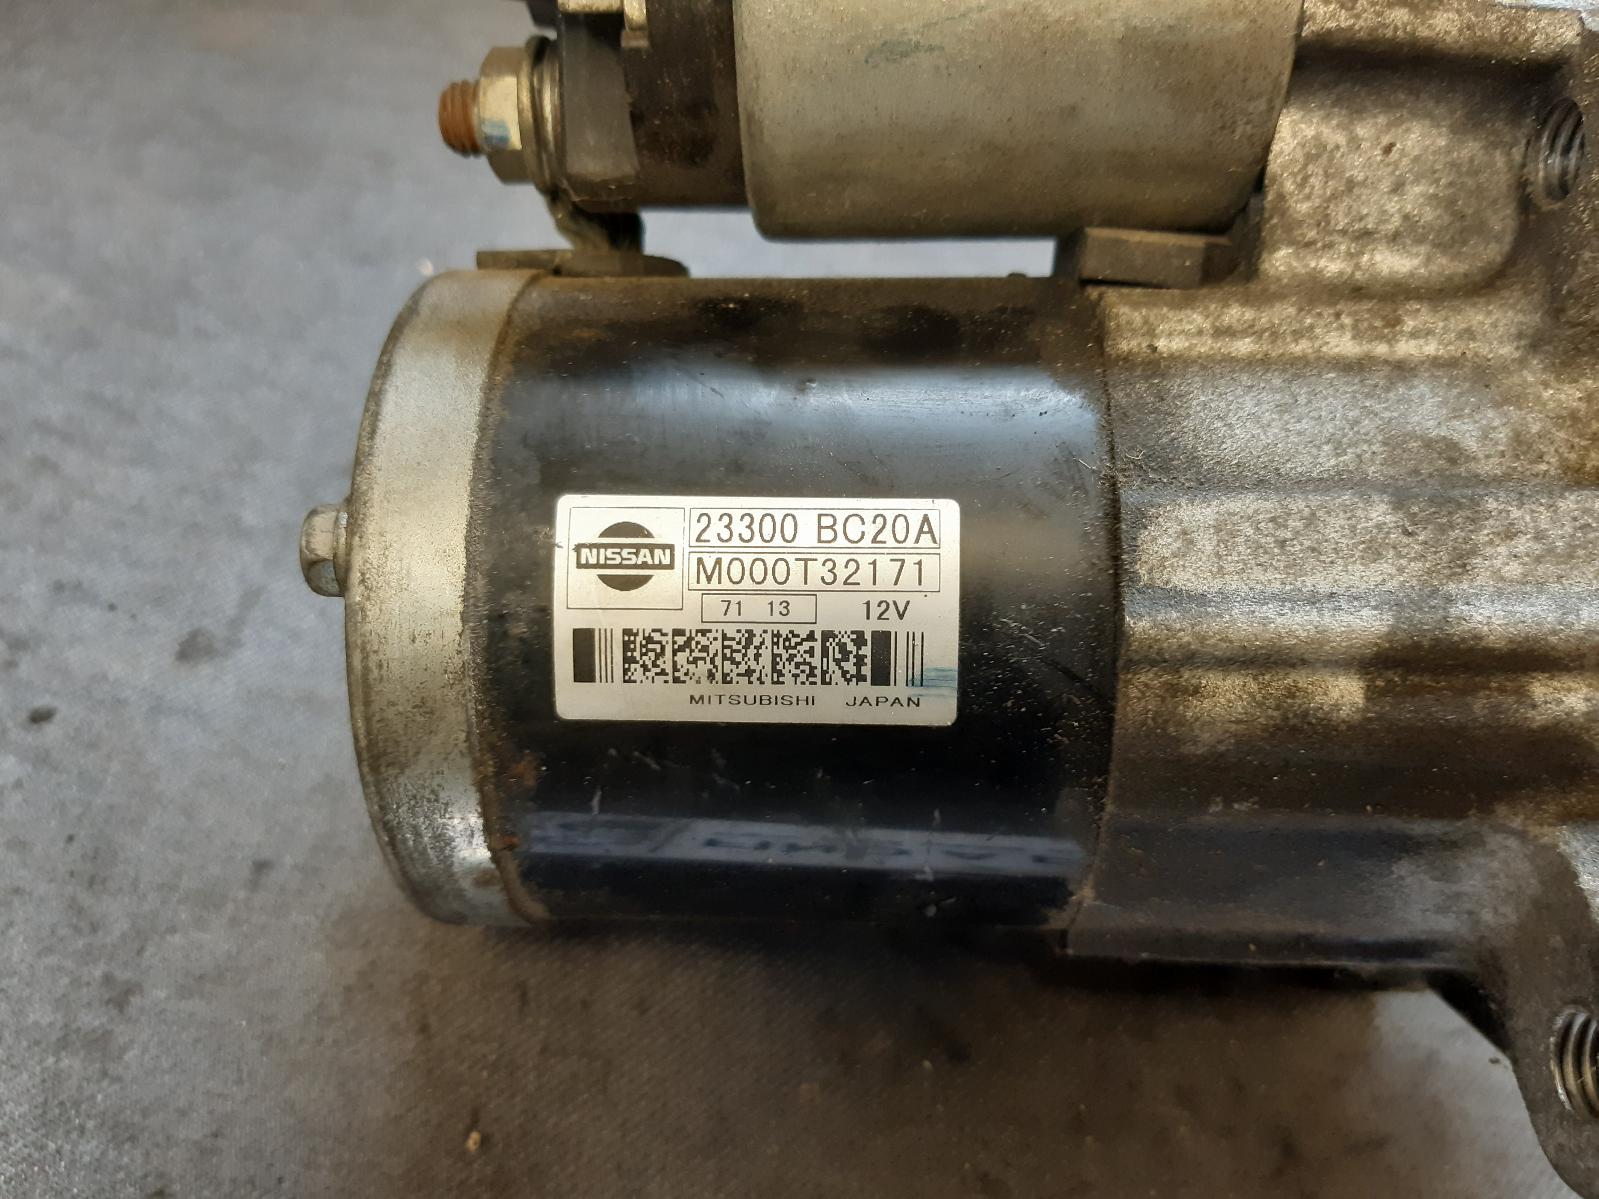 NISSAN
23300 BC20A
M000T32171
71 13 12V
MITSUBISHI JAPAN